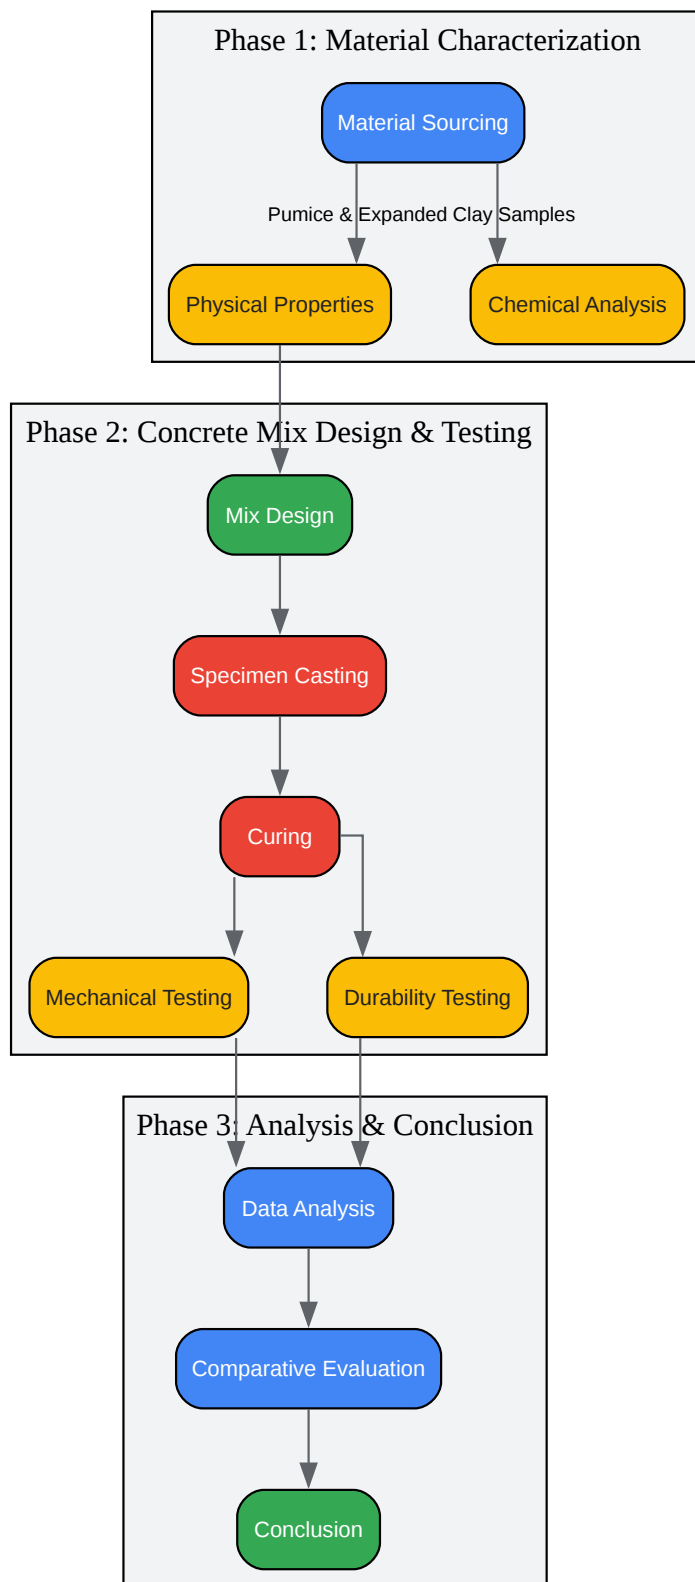 Phase 1: Material Characterization
Material Sourcing
Pumice & Expanded Clay Samples
Physical Properties
Chemical Analysis
Phase 2: Concrete Mix Design & Testing
Mix Design
Specimen Casting
Curing
Mechanical Testing
Durability Testing
Phase 3: Analysis & Conclusion
Data Analysis
Comparative Evaluation
Conclusion